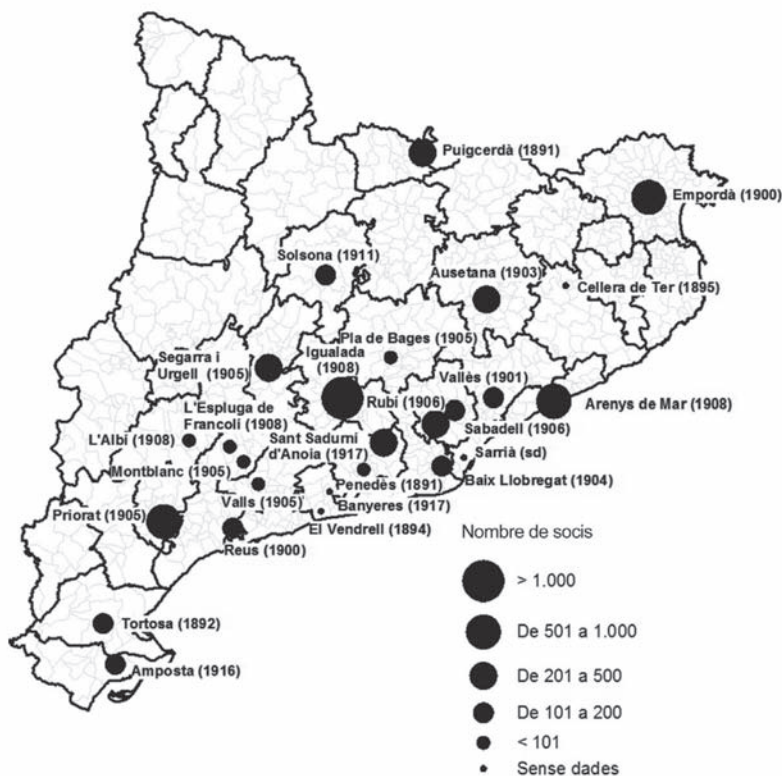 Puigcerdà (1891)
Empordà (1900)
Solsona (1911)
Ausetana (1903)
Cellera de Ter (1895)
Pla de Bages (1905)
Segarra i
Urgell (1905)
Igualada
(1908)
Vallès (1901)
Rubí (1906)
Arenys de Mar (1908)
L'Espluga de
Francolí (1908)
Sabadell (1906)
L'Albi (1908)
Sant Sadurní
d'Anoia (1917)
Sarrià (sd)
Montblanc (1905)
Penedès (1891)
Baix Llobregat (1904)
Valls (1905)
Banyeres (1917)
Priorat (1905)
El Vendrell (1894)
Reus (1900)
Tortosa (1892)
Amposta (1916)
Nombre de socis
> 1.000
De 501 a 1.000
De 201 a 500
De 101 a 200
< 101
Sense dades